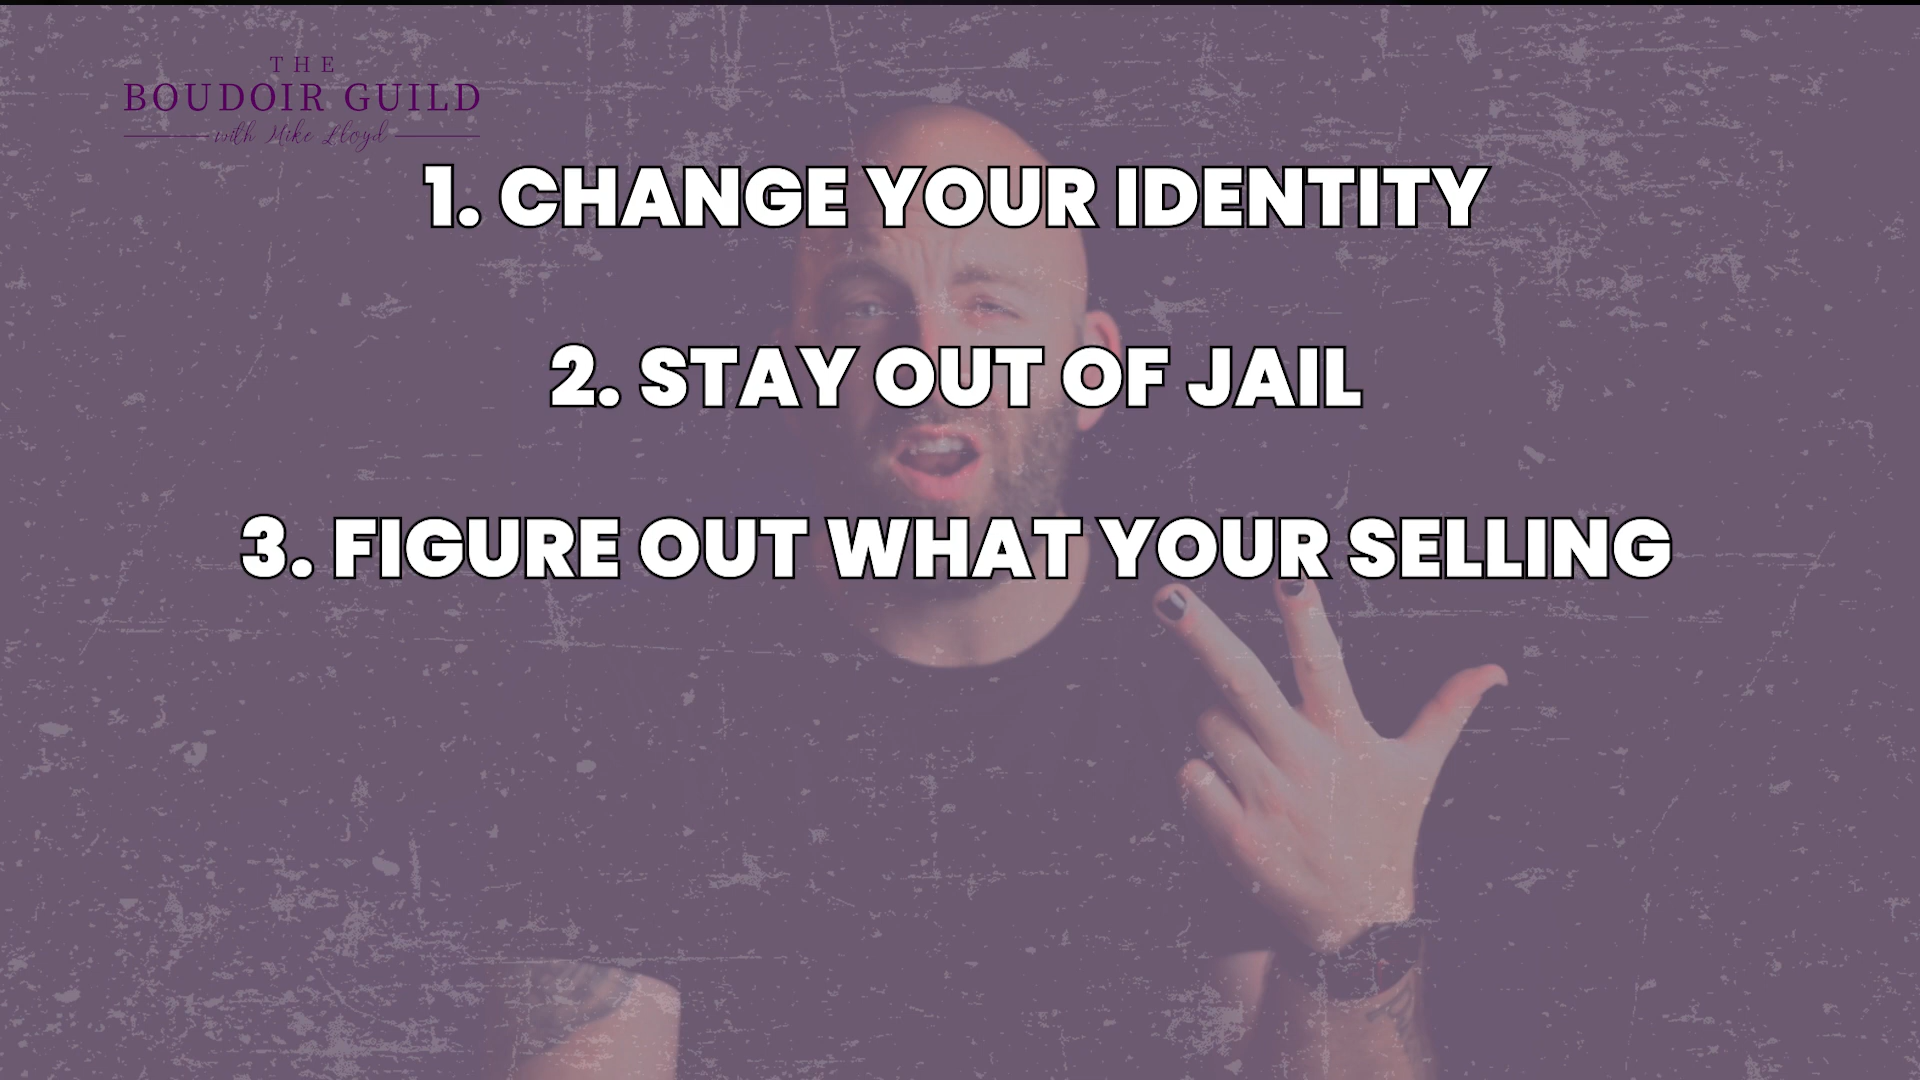 THE
BOUDOIR GUILD
with Mike Lloyd
1. CHANGE YOUR IDENTITY
2. STAY OUT OF JAIL
3. FIGURE OUT WHAT YOUR SELLING